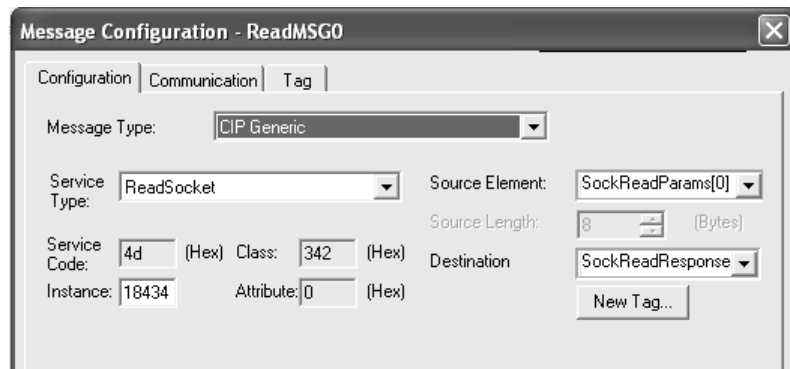 Message Configuration - ReadMSG0
Configuration Communication Tag
Message Type: CIP Generic
Service Type: ReadSocket Source Element: SockReadParams[0]
Source Length: 8 (Bytes)
Service Code: 4d (Hex) Class: 342 (Hex) Destination SockReadResponse
Instance: 18434 Attribute: 0 (Hex) New Tag...